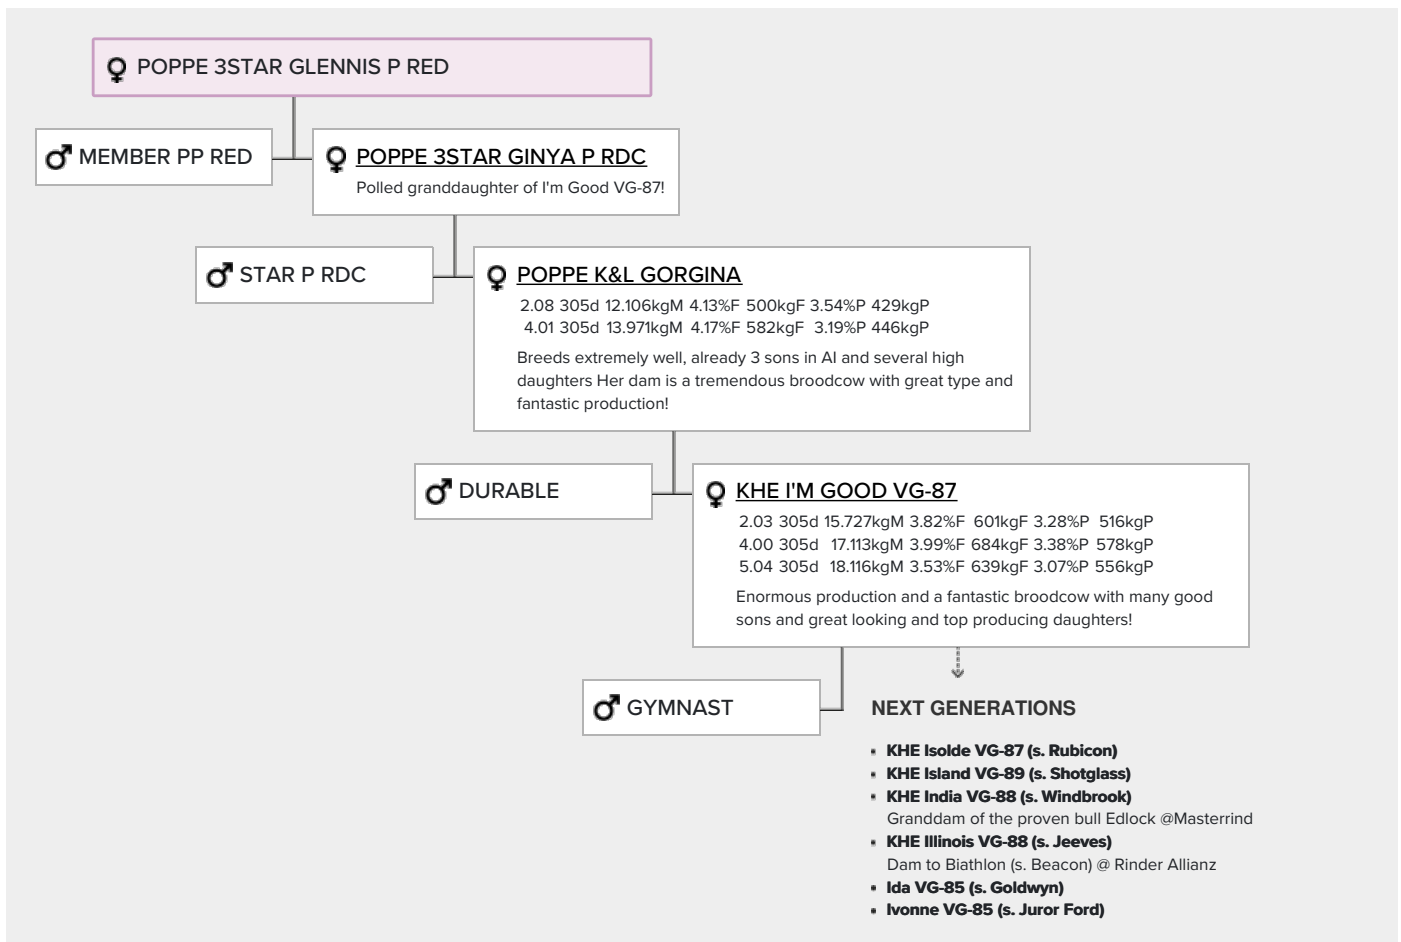 POPPE 3STAR GLENNIS P RED
MEMBER PP RED
POPPE 3STAR GINYA P RDC
Polled granddaughter of I'm Good VG-87!
STAR P RDC
POPPE K&L GORGINA
2.08 305d 12.106kgM 4.13%F 500kgF 3.54%P 429kgP
4.01 305d 13.971kgM 4.17%F 582kgF 3.19%P 446kgP
Breeds extremely well, already 3 sons in AI and several high
daughters Her dam is a tremendous broodcow with great type and
fantastic production!
DURABLE
KHE I'M GOOD VG-87
2.03 305d 15.727kgM 3.82%F 601kgF 3.28%P 516kgP
4.00 305d 17.113kgM 3.99%F 684kgF 3.38%P 578kgP
5.04 305d 18.116kgM 3.53%F 639kgF 3.07%P 556kgP
Enormous production and a fantastic broodcow with many good
sons and great looking and top producing daughters!
GYMNAST
NEXT GENERATIONS
KHE Isolde VG-87 (s. Rubicon)
KHE Island VG-89 (s. Shotglass)
KHE India VG-88 (s. Windbrook)
Granddam of the proven bull Edlock @Masterrind
KHE Illinois VG-88 (s. Jeeves)
Dam to Biathlon (s. Beacon) @ Rinder Allianz
Ida VG-85 (s. Goldwyn)
Ivonne VG-85 (s. Juror Ford)